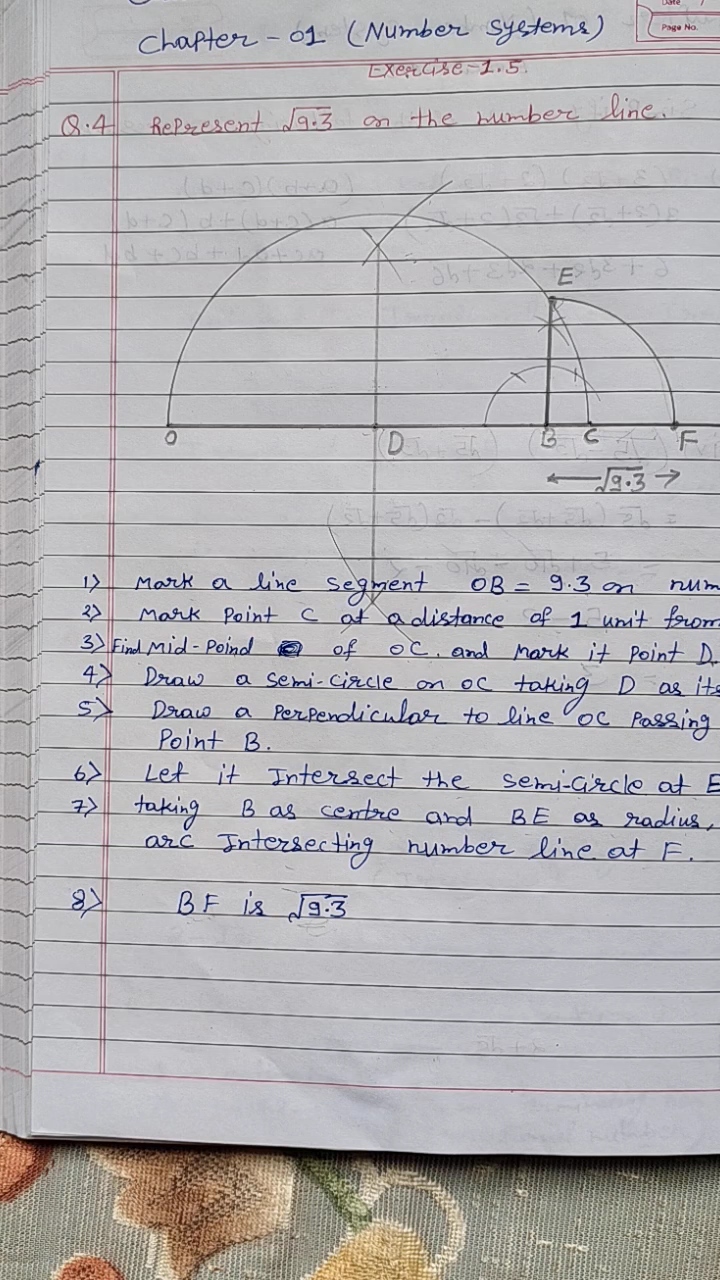 Chapter - 01 (Number Systems)
Date
Page No.
Exercise-1.5.
Q.4 Represent √9.3 on the number line.
E
O D B C F
√9.3
1) Mark a line segment OB = 9.3 on num
2) Mark Point C at a distance of 1 unit from
3) Find Mid-Poind of OC. and Mark it Point D.
4) Draw a semi-circle on OC taking D as its
5) Draw a Perpendicular to line OC Passing
Point B.
6) Let it Intersect the semi-circle at E
7) taking B as centre and BE as radius,
arc Intersecting number line at F.
8) BF is √9.3